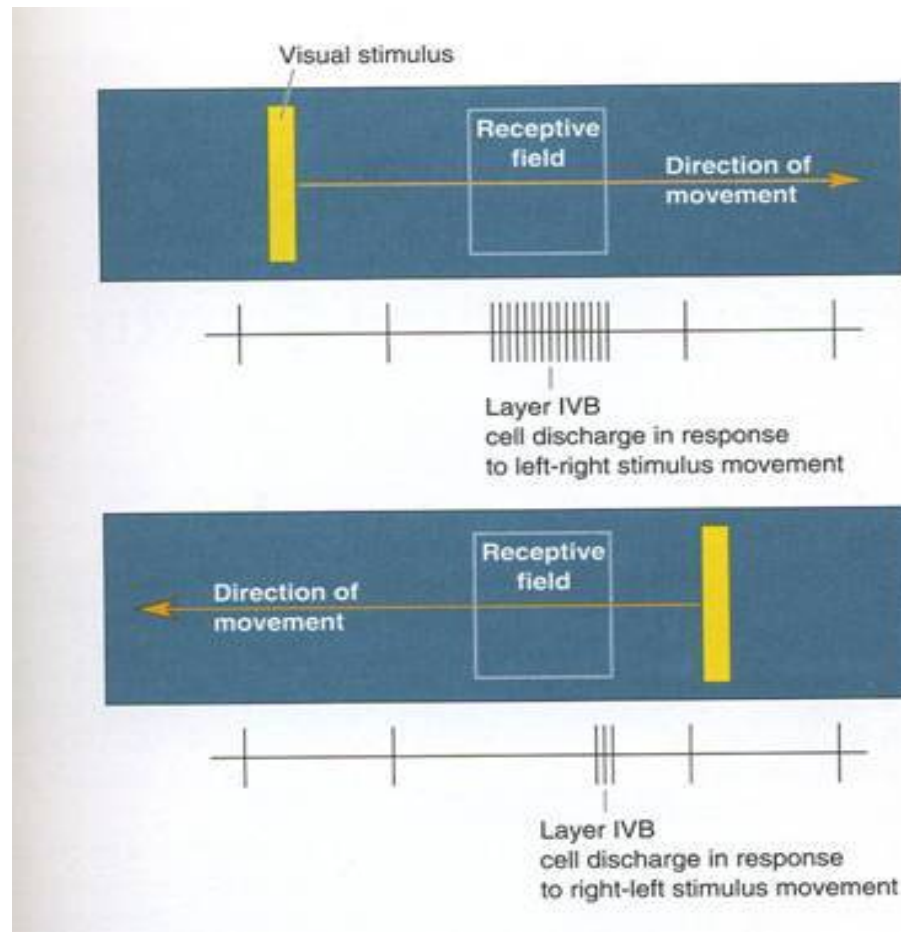 Visual stimulus
Receptive
field
Direction of
movement
Layer IVB
cell discharge in response
to left-right stimulus movement
Receptive
field
Direction of
movement
Layer IVB
cell discharge in response
to right-left stimulus movement